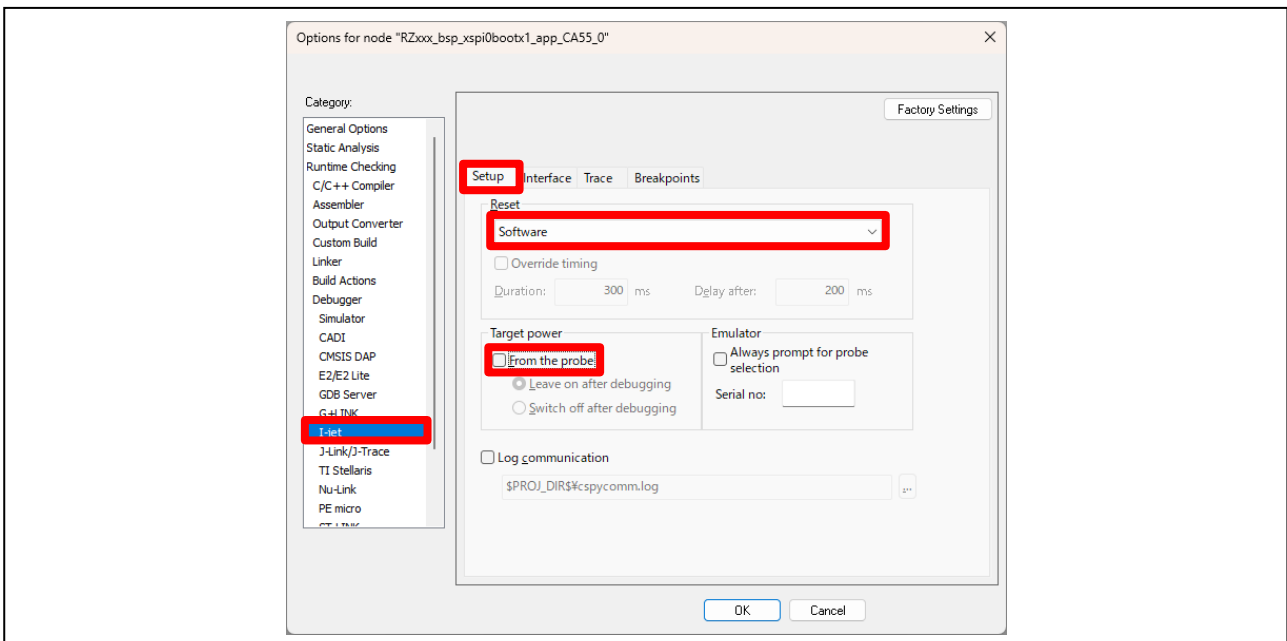 Options for node "RZxxx_bsp_xspi0bootx1_app_CA55_0"
Category:
Factory Settings
General Options
Static Analysis
Runtime Checking
C/C++ Compiler
Assembler
Output Converter
Custom Build
Linker
Build Actions
Debugger
Simulator
CADI
CMSIS DAP
E2/E2 Lite
GDB Server
G+LINK
I-jet
J-Link/J-Trace
TI Stellaris
Nu-Link
PE micro
ST-LINK
Setup Interface Trace Breakpoints
Reset
Software
Override timing
Duration: 300 ms Delay after: 200 ms
Target power
From the probe
Leave on after debugging
Switch off after debugging
Emulator
Always prompt for probe
selection
Serial no:
Log communication
$PROJ_DIR$¥cspycomm.log
...
OK Cancel